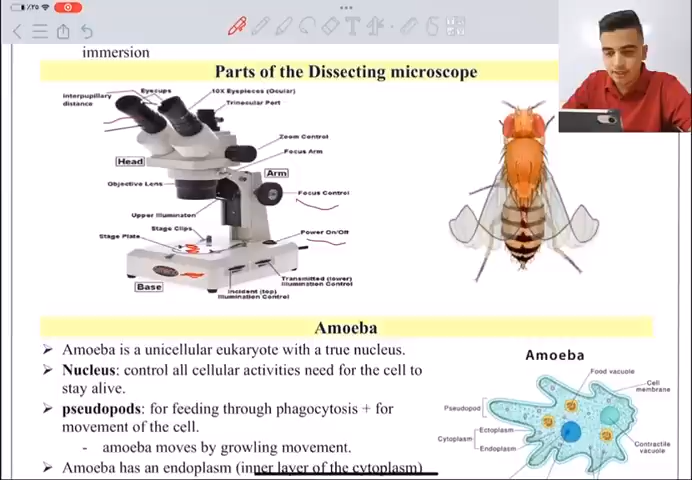 ٪٢٥
immersion
Parts of the Dissecting microscope
Interpupillary
distance
Eyecups
10X Eyepieces (Ocular)
Trinocular Port
Zoom Control
Focus Arm
Head
Arm
Objective Lens
Focus Control
Upper Illuminaten
Stage Clips
Stage Plate
Power On/Off
Base
Transmitted (lower)
Illumination Control
Incident (top)
Illumination Control
Amoeba
➢ Amoeba is a unicellular eukaryote with a true nucleus.
➢ Nucleus: control all cellular activities need for the cell to
stay alive.
➢ pseudopods: for feeding through phagocytosis + for
movement of the cell.
- amoeba moves by growling movement.
➢ Amoeba has an endoplasm (inner layer of the cytoplasm)
Amoeba
Food vacuole
Cell
membrane
Pseudopod
Ectoplasm
Cytoplasm
Endoplasm
Contractile
vacuole